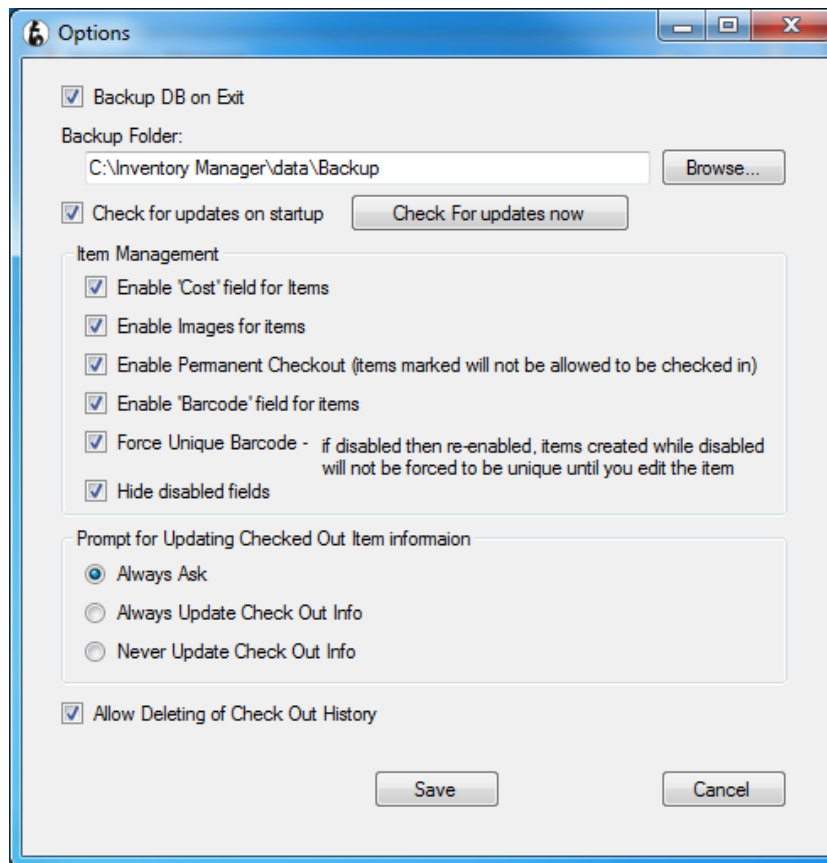 Options
Backup DB on Exit
Backup Folder:
C:\Inventory Manager\data\Backup
Browse...
Check for updates on startup
Check For updates now
Item Management
Enable "Cost" field for Items
Enable Images for items
Enable Permanent Checkout (items marked will not be allowed to be checked in)
Enable "Barcode" field for items
Force Unique Barcode - if disabled then re-enabled, items created while disabled
will not be forced to be unique until you edit the item
Hide disabled fields
Prompt for Updating Checked Out Item informaion
Always Ask
Always Update Check Out Info
Never Update Check Out Info
Allow Deleting of Check Out History
Save
Cancel